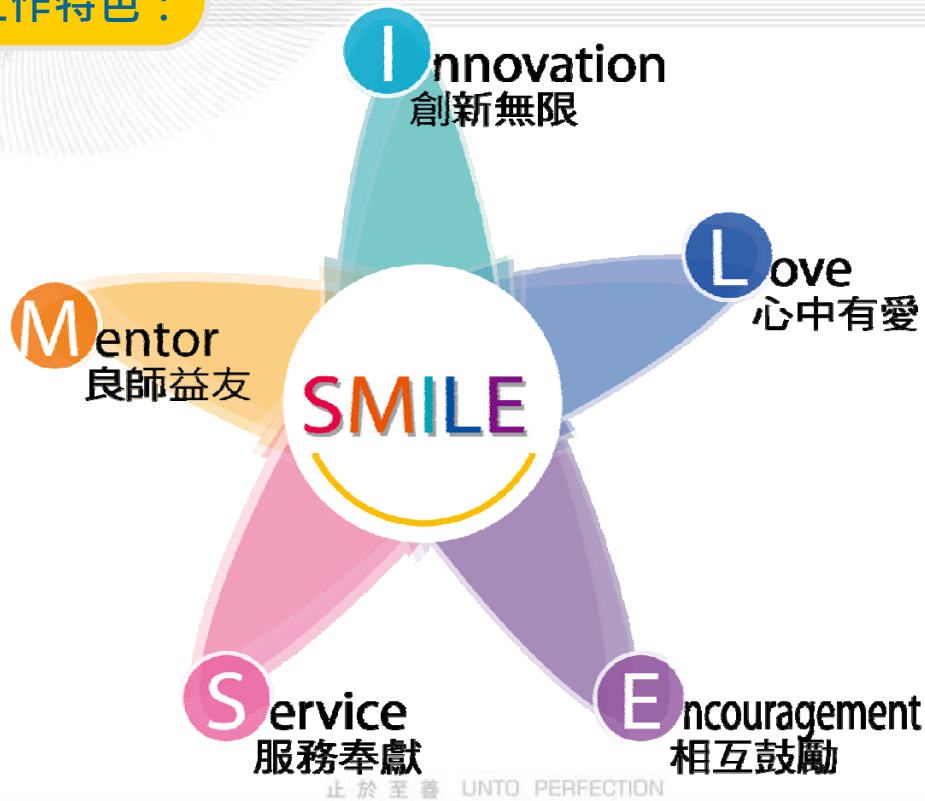 工作特色：
Innovation
創新無限
Love
心中有愛
Mentor
良師益友
SMILE
Service
服務奉獻
Encouragement
相互鼓勵
止於至善 UNTO PERFECTION